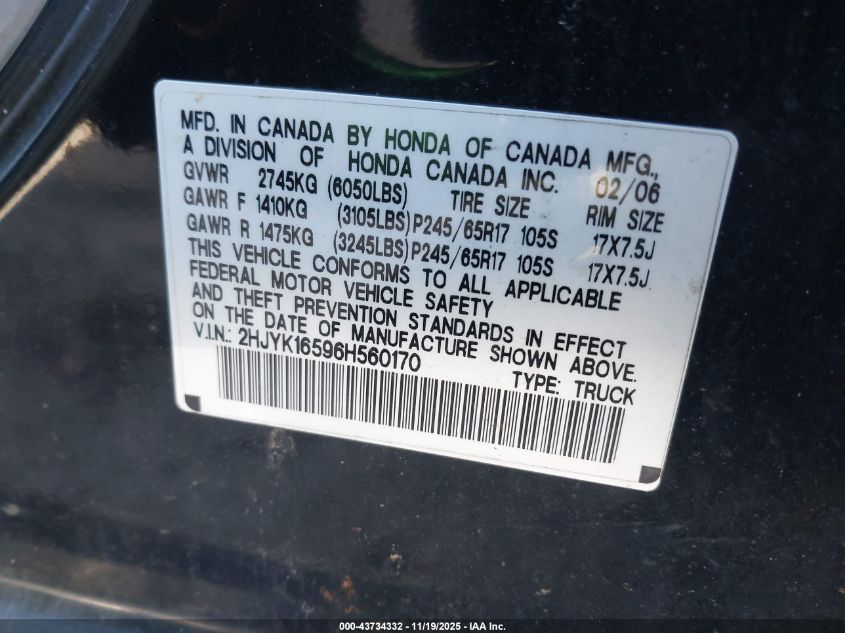 MFD. IN CANADA BY HONDA OF CANADA MFG.,
A DIVISION OF HONDA CANADA INC. 02/06
GVWR 2745KG (6050LBS) TIRE SIZE RIM SIZE
GAWR F 1410KG (3105LBS)P245/65R17 105S 17X7.5J
GAWR R 1475KG (3245LBS)P245/65R17 105S 17X7.5J
THIS VEHICLE CONFORMS TO ALL APPLICABLE
FEDERAL MOTOR VEHICLE SAFETY
AND THEFT PREVENTION STANDARDS IN EFFECT
ON THE DATE OF MANUFACTURE SHOWN ABOVE.
V.I.N.: 2HJYK16596H560170 TYPE: TRUCK
000-43734332 | 11/19/2025 | IAA Inc.